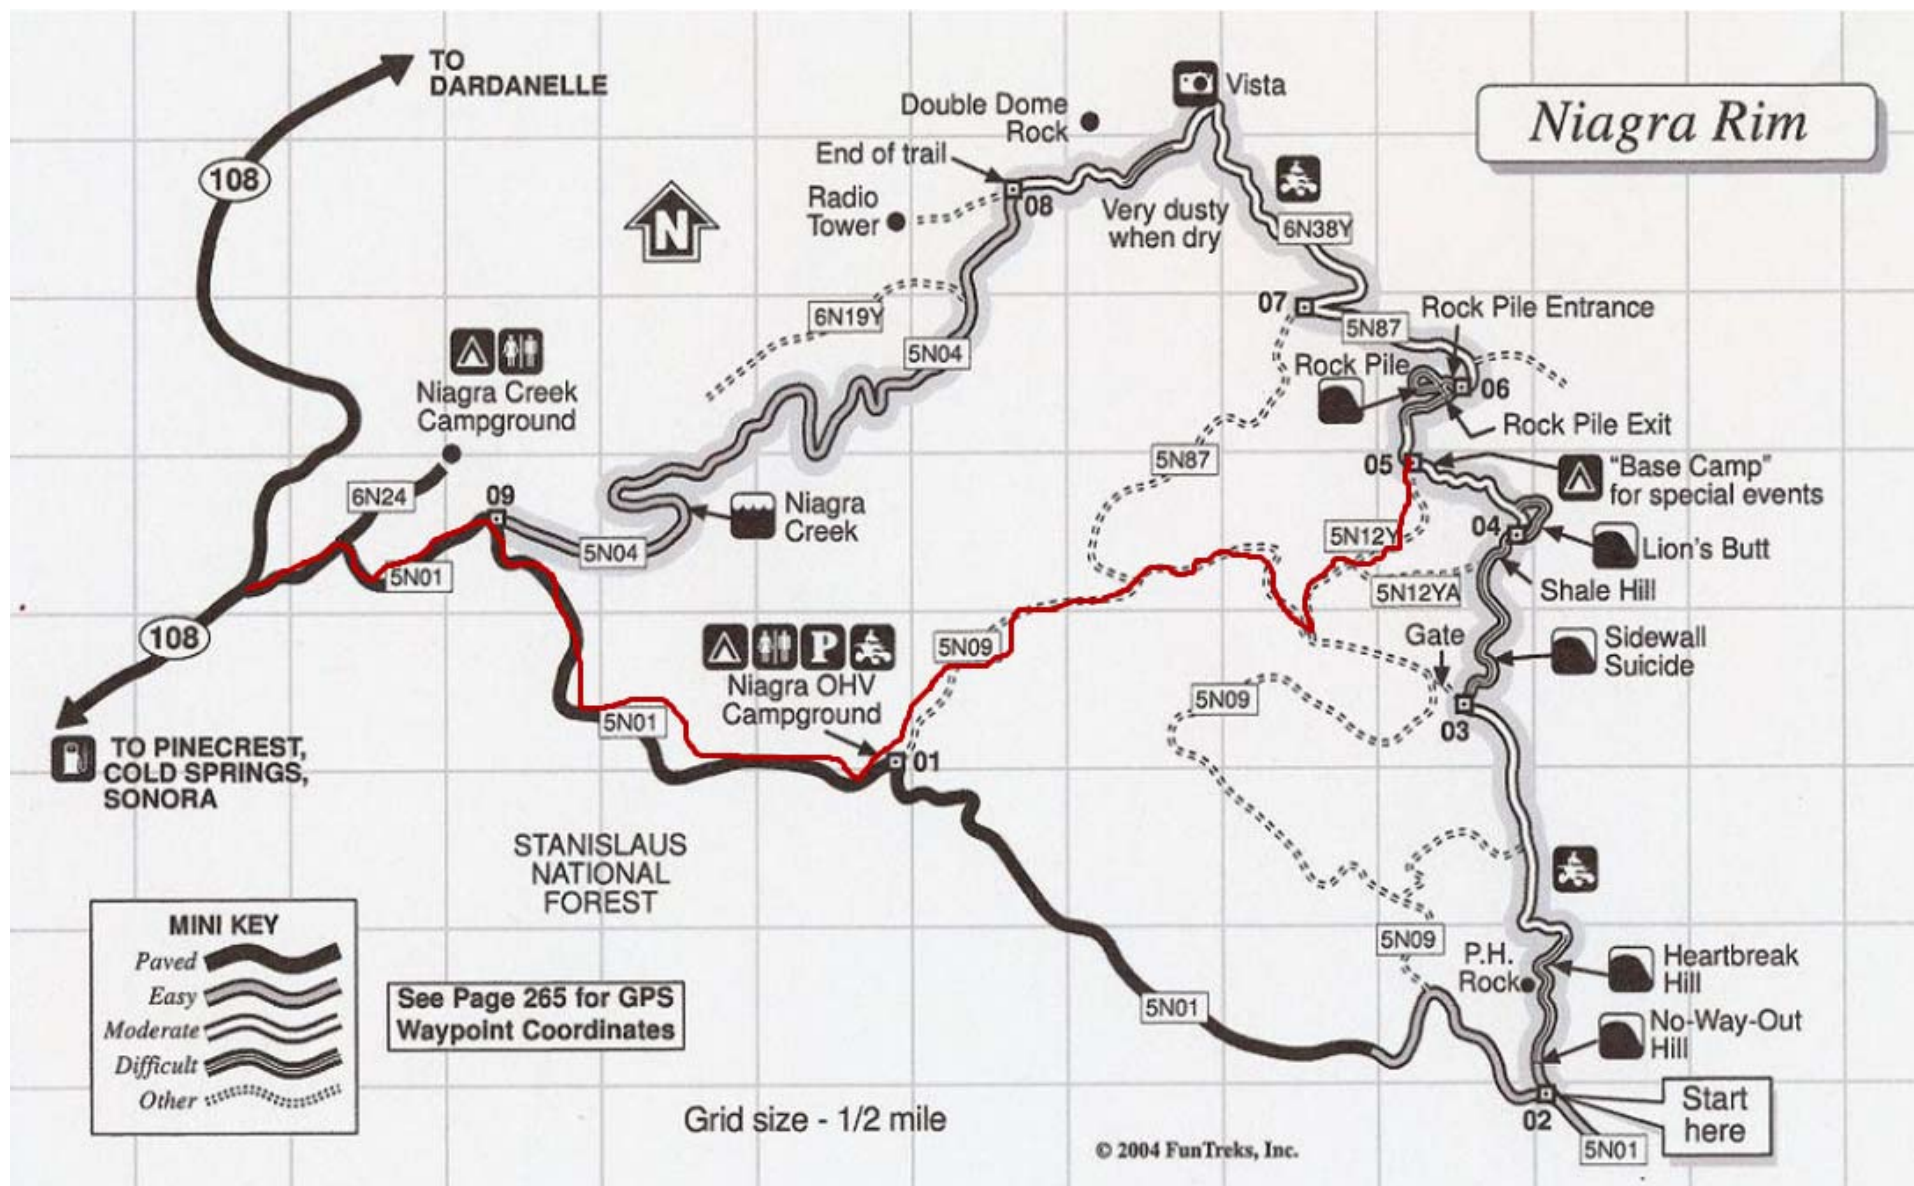 TO
DARDANELLE
Vista
Double Dome
Rock
Niagra Rim
End of trail
108
Radio
Tower
08
N
Very dusty
when dry
6N38Y
07
Rock Pile Entrance
6N19Y
5N87
5N04
Rock Pile
06
Niagra Creek
Campground
Rock Pile Exit
5N87
05
"Base Camp"
for special events
6N24
09
Niagra
Creek
5N12Y
04
Lion's Butt
5N04
5N01
5N12YA
Shale Hill
108
P
5N09
Gate
Sidewall
Suicide
Niagra OHV
Campground
5N09
5N01
03
01
TO PINECREST,
COLD SPRINGS,
SONORA
STANISLAUS
NATIONAL
FOREST
MINI KEY
Paved
Easy
Moderate
Difficult
Other
See Page 265 for GPS
Waypoint Coordinates
5N09
P.H.
Rock
Heartbreak
Hill
5N01
No-Way-Out
Hill
Grid size - 1/2 mile
02
Start
here
5N01
© 2004 FunTreks, Inc.